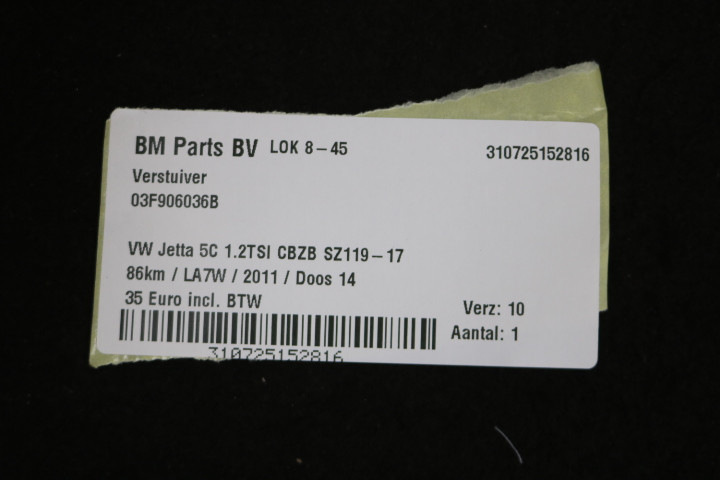 BM Parts BV LOK 8-45 310725152816
Verstuiver
03F906036B
VW Jetta 5C 1.2TSI CBZB SZ119-17
86km / LA7W / 2011 / Doos 14
35 Euro incl. BTW
Verz: 10
Aantal: 1
310725152816